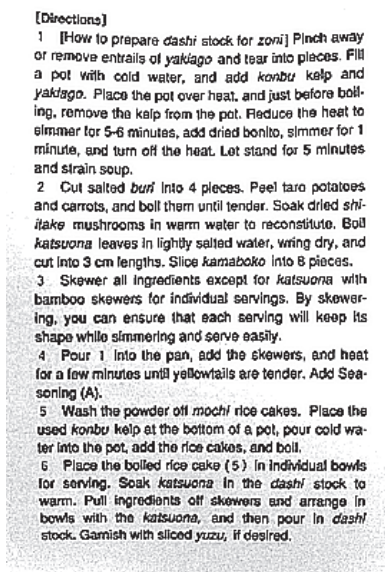 [Directions]
1 [How to prepare dashi stock for zoni] Pinch away
or remove entrails of yakiago and tear into pieces. Fill
a pot with cold water, and add konbu kelp and
yakiago. Place the pot over heat, and just before boil-
ing, remove the kelp from the pot. Reduce the heat to
simmer for 5-6 minutes, add dried bonito, simmer for 1
minute, and turn off the heat. Let stand for 5 minutes
and strain soup.
2 Cut salted buri into 4 pieces. Peel taro potatoes
and carrots, and boil them until tender. Soak dried shi-
itake mushrooms in warm water to reconstitute. Boil
katsuona leaves in lightly salted water, wring dry, and
cut into 3 cm lengths. Slice kamaboko into 8 pieces.
3 Skewer all ingredients except for katsuona with
bamboo skewers for individual servings. By skewer-
ing, you can ensure that each serving will keep its
shape while simmering and serve easily.
4 Pour 1 into the pan, add the skewers, and heat
for a few minutes until yellowtails are tender. Add Sea-
soning (A).
5 Wash the powder off mochi rice cakes. Place the
used konbu kelp at the bottom of a pot, pour cold wa-
ter into the pot, add the rice cakes, and boil.
6 Place the boiled rice cake (5) in individual bowls
for serving. Soak katsuona in the dashi stock to
warm. Pull ingredients off skewers and arrange in
bowls with the katsuona, and then pour in dashi
stock. Garnish with sliced yuzu, if desired.